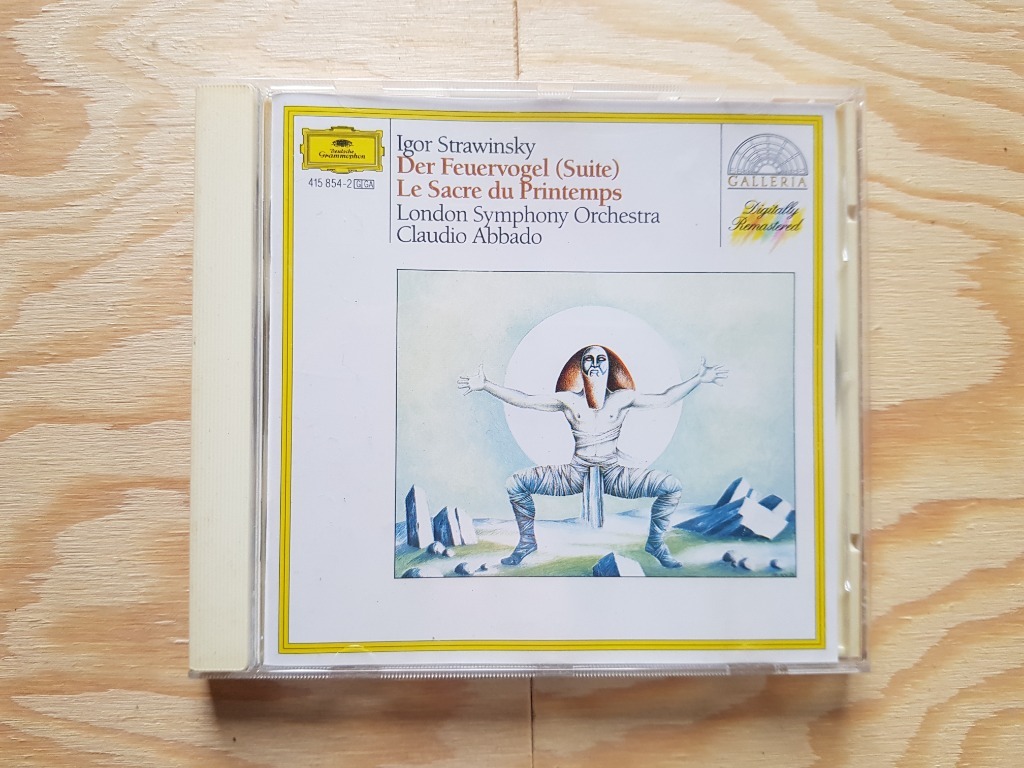 Deutsche
Grammophon
415 854-2 G GA
Igor Strawinsky
Der Feuervogel (Suite)
Le Sacre du Printemps
London Symphony Orchestra
Claudio Abbado
GALLERIA
Digitally
Remastered